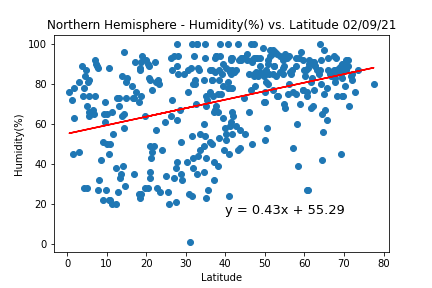 Northern Hemisphere - Humidity(%) vs. Latitude 02/09/21
100
80
60
40
20
0
Humidity(%)
y = 0.43x + 55.29
0 10 20 30 40 50 60 70 80
Latitude